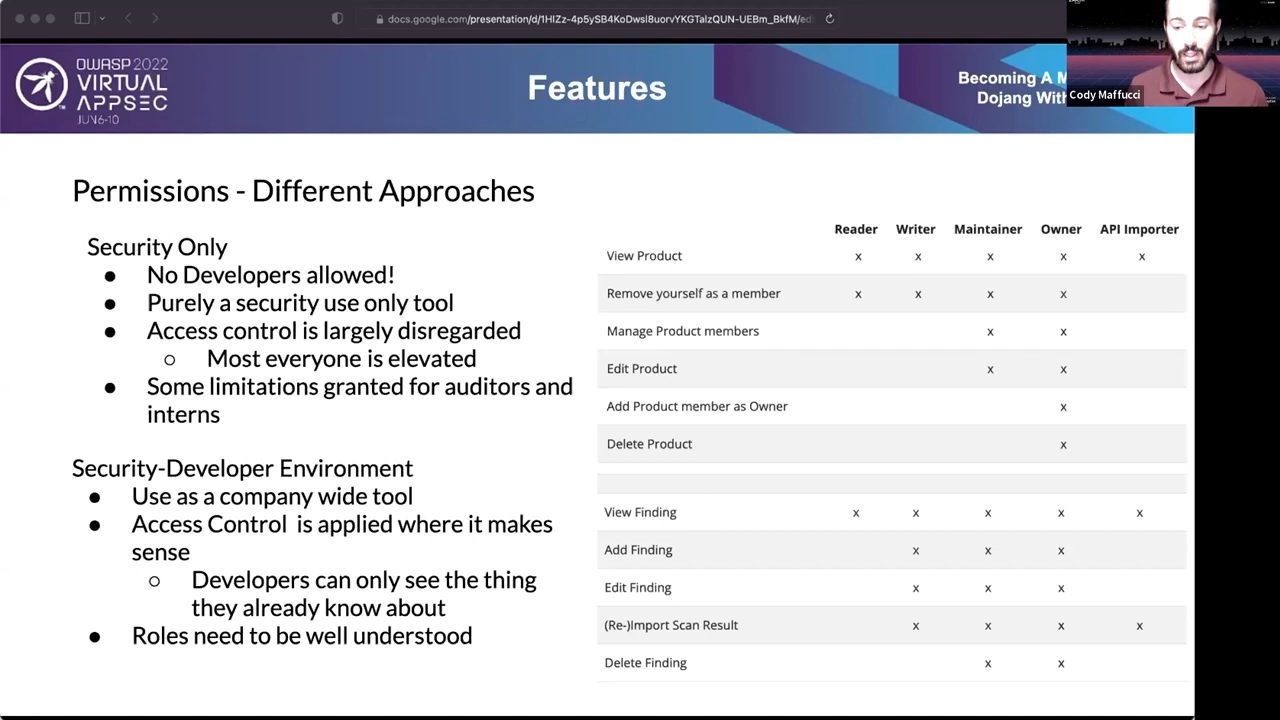 docs.google.com/presentation/d/1HIZz-4p5ySB4KoDwsl8uorvYKGTalzQUN-UEBm_BkfM/ed
OWASP 2022
VIRTUAL
APPSEC
JUN 6-10
Features
Becoming A M
Dojang With
Cody Maffucci
Permissions - Different Approaches
Security Only
● No Developers allowed!
● Purely a security use only tool
● Access control is largely disregarded
○ Most everyone is elevated
● Some limitations granted for auditors and
interns
Security-Developer Environment
● Use as a company wide tool
● Access Control is applied where it makes
sense
○ Developers can only see the thing
they already know about
● Roles need to be well understood
Reader Writer Maintainer Owner API Importer
View Product x x x x x
Remove yourself as a member x x x x
Manage Product members x x
Edit Product x x
Add Product member as Owner x
Delete Product x
View Finding x x x x x
Add Finding x x x
Edit Finding x x x
(Re-)Import Scan Result x x x x
Delete Finding x x